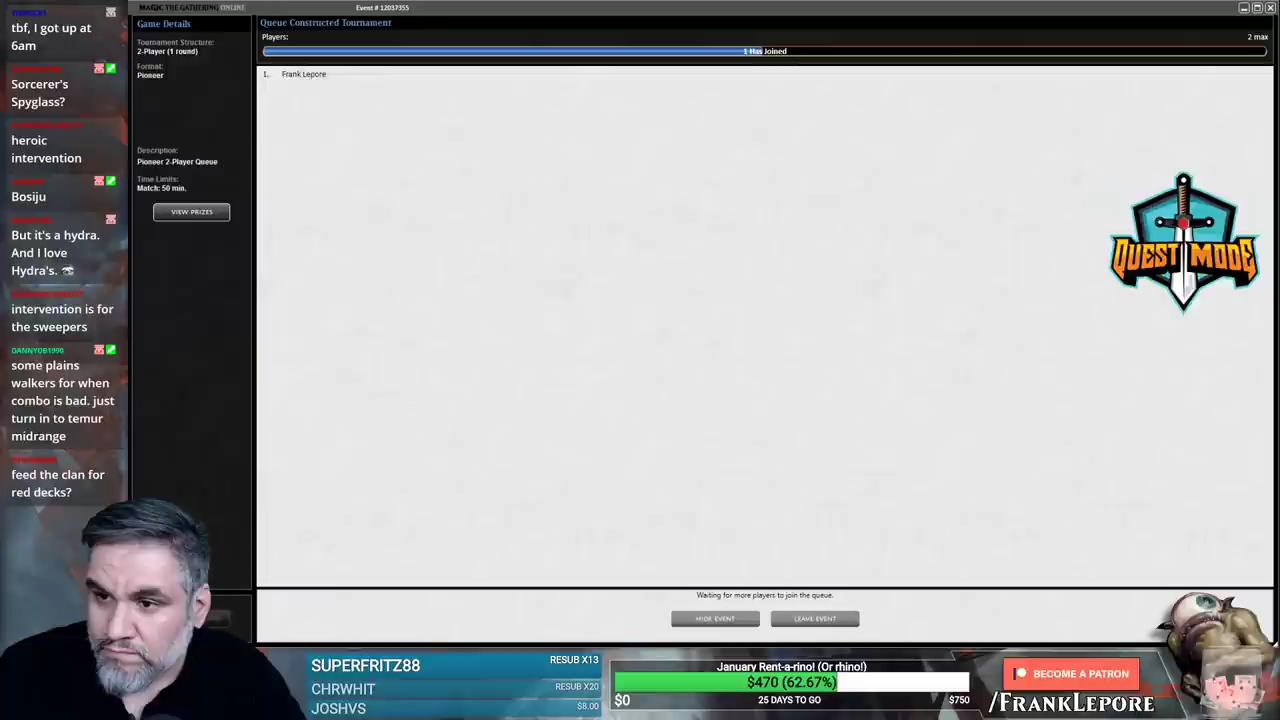 tbf, I got up at
6am
Sorcerer's
Spyglass?
heroic
intervention
Bosiju
But it's a hydra.
And I love
Hydra's.
intervention is for
the sweepers
DANNYOB1990
some plains
walkers for when
combo is bad. just
turn in to temur
midrange
feed the clan for
red decks?
MAGIC THE GATHERING ONLINE
Event # 12037355
Game Details
Tournament Structure:
2-Player (1 round)
Format:
Pioneer
Description:
Pioneer 2-Player Queue
Time Limits:
Match: 50 min.
VIEW PRIZES
Queue Constructed Tournament
Players:
2 max
1 Has Joined
1. Frank Lepore
QUEST MODE
Waiting for more players to join the queue.
HIDE EVENT
LEAVE EVENT
SUPERFRITZ88 RESUB X13
CHRWHIT RESUB X20
JOSHVS $8.00
January Rent-a-rino! (Or rhino!)
$470 (62.67%)
$0 25 DAYS TO GO $750
BECOME A PATRON
/FRANKLEPORE